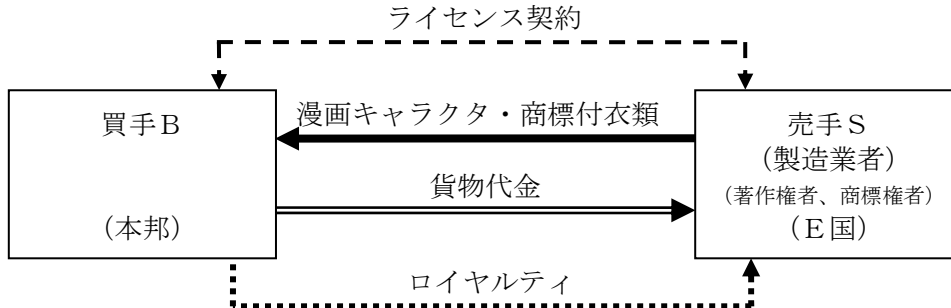 ライセンス契約
買手Ｂ
（本邦）
漫画キャラクタ・商標付衣類
貨物代金
売手Ｓ
（製造業者）
（著作権者、商標権者）
（Ｅ国）
ロイヤルティ